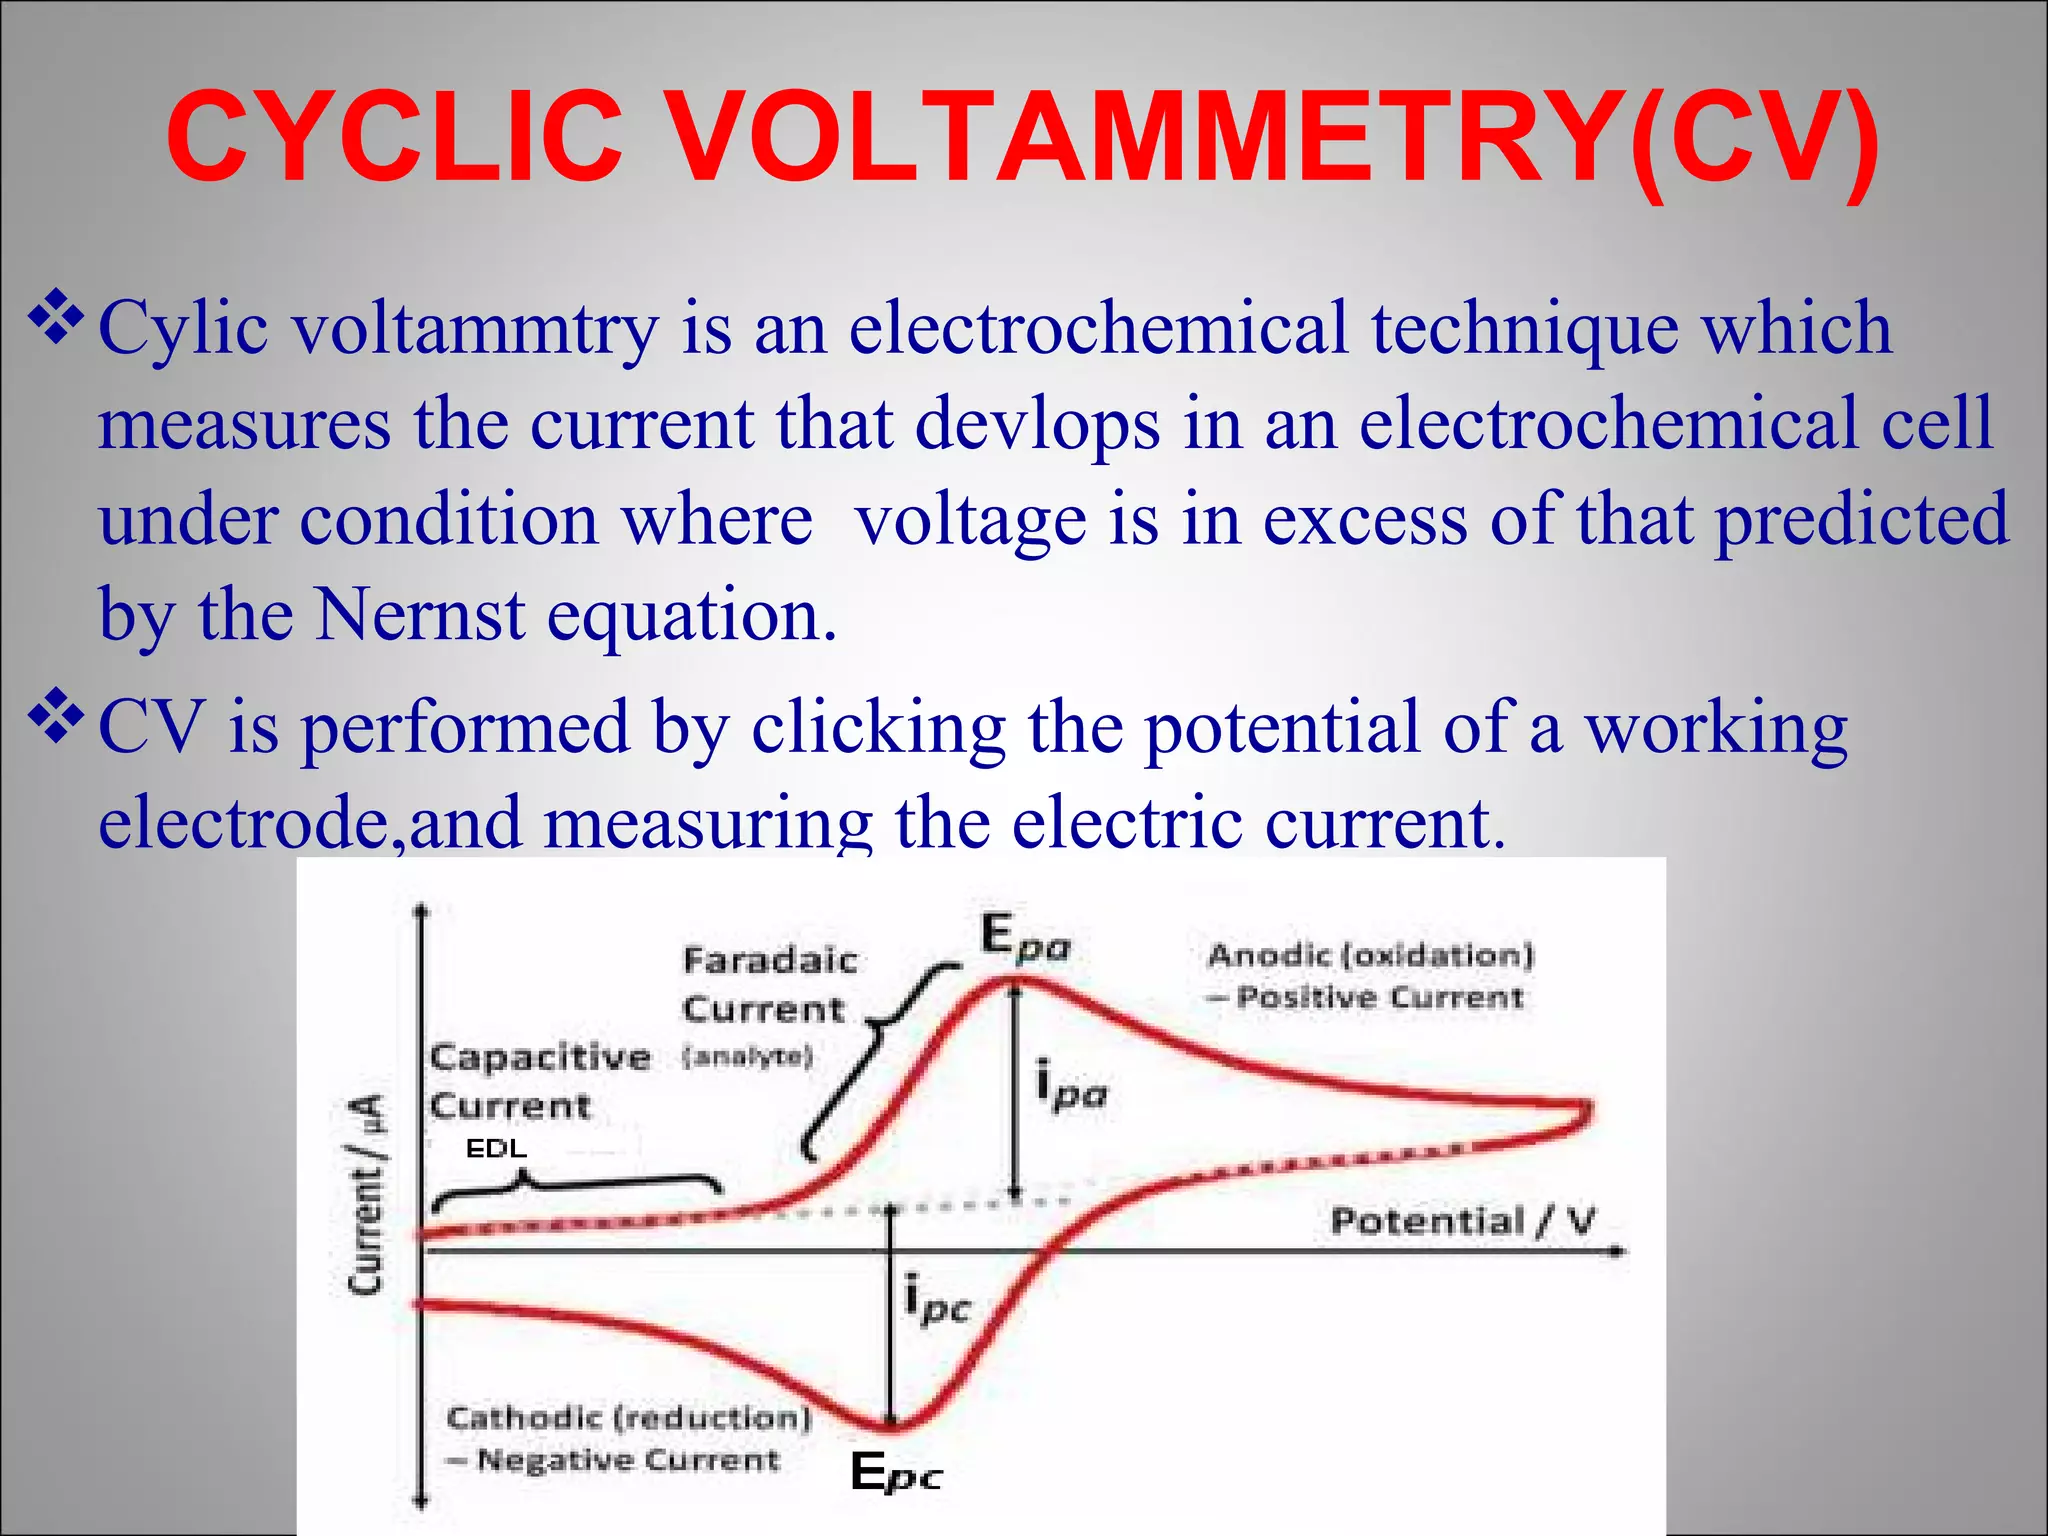 CYCLIC VOLTAMMETRY(CV)
❖Cylic voltammtry is an electrochemical technique which
measures the current that devlops in an electrochemical cell
under condition where  voltage is in excess of that predicted
by the Nernst equation.
❖CV is performed by clicking the potential of a working
electrode,and measuring the electric current.
Epa
Faradaic
Current
(analyte)
Anodic (oxidation)
– Positive Current
Capacitive
Current
EDL
ipa
Current / µA
Potential / V
ipc
Cathodic (reduction)
– Negative Current
Epc